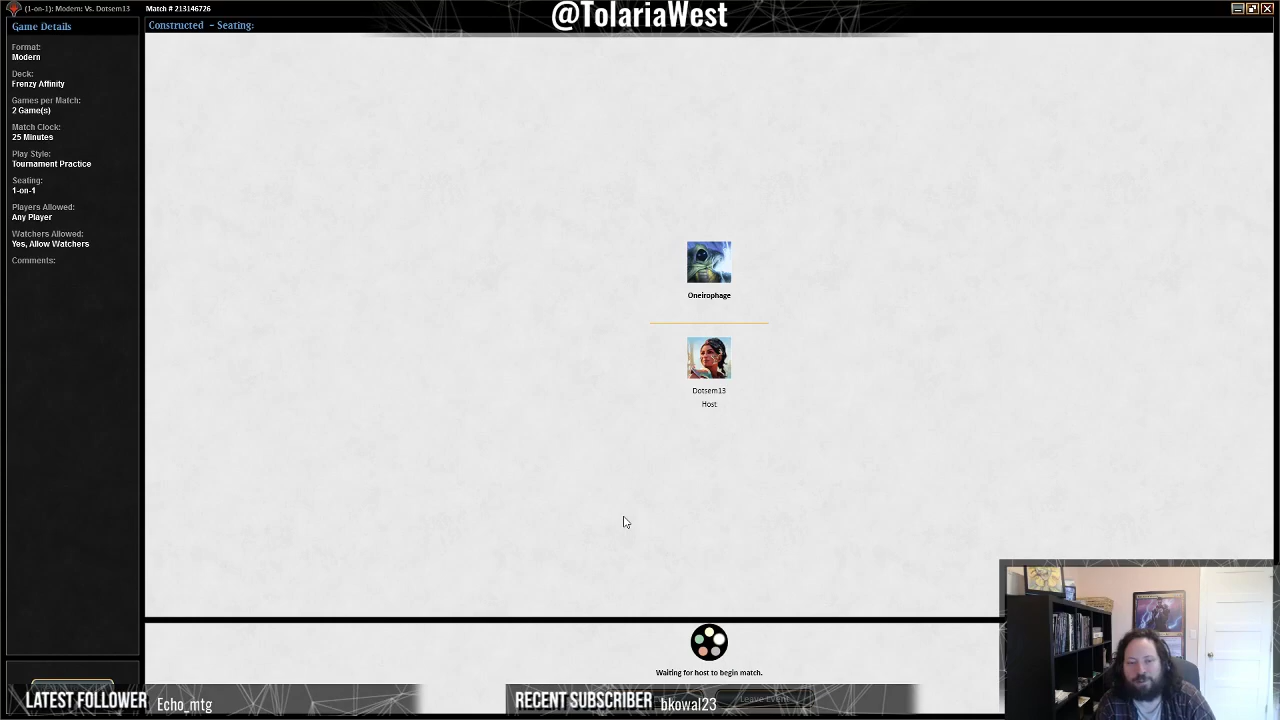 (1-on-1): Modern: Vs. Dotsem13
Match # 213146726
@TolariaWest
Game Details
Constructed - Seating:
Format:
Modern
Deck:
Frenzy Affinity
Games per Match:
2 Game(s)
Match Clock:
25 Minutes
Play Style:
Tournament Practice
Seating:
1-on-1
Players Allowed:
Any Player
Watchers Allowed:
Yes, Allow Watchers
Comments:
Oneirophage
Dotsem13
Host
Waiting for host to begin match.
Leave Event
LATEST FOLLOWER Echo_mtg
RECENT SUBSCRIBER bkowal23